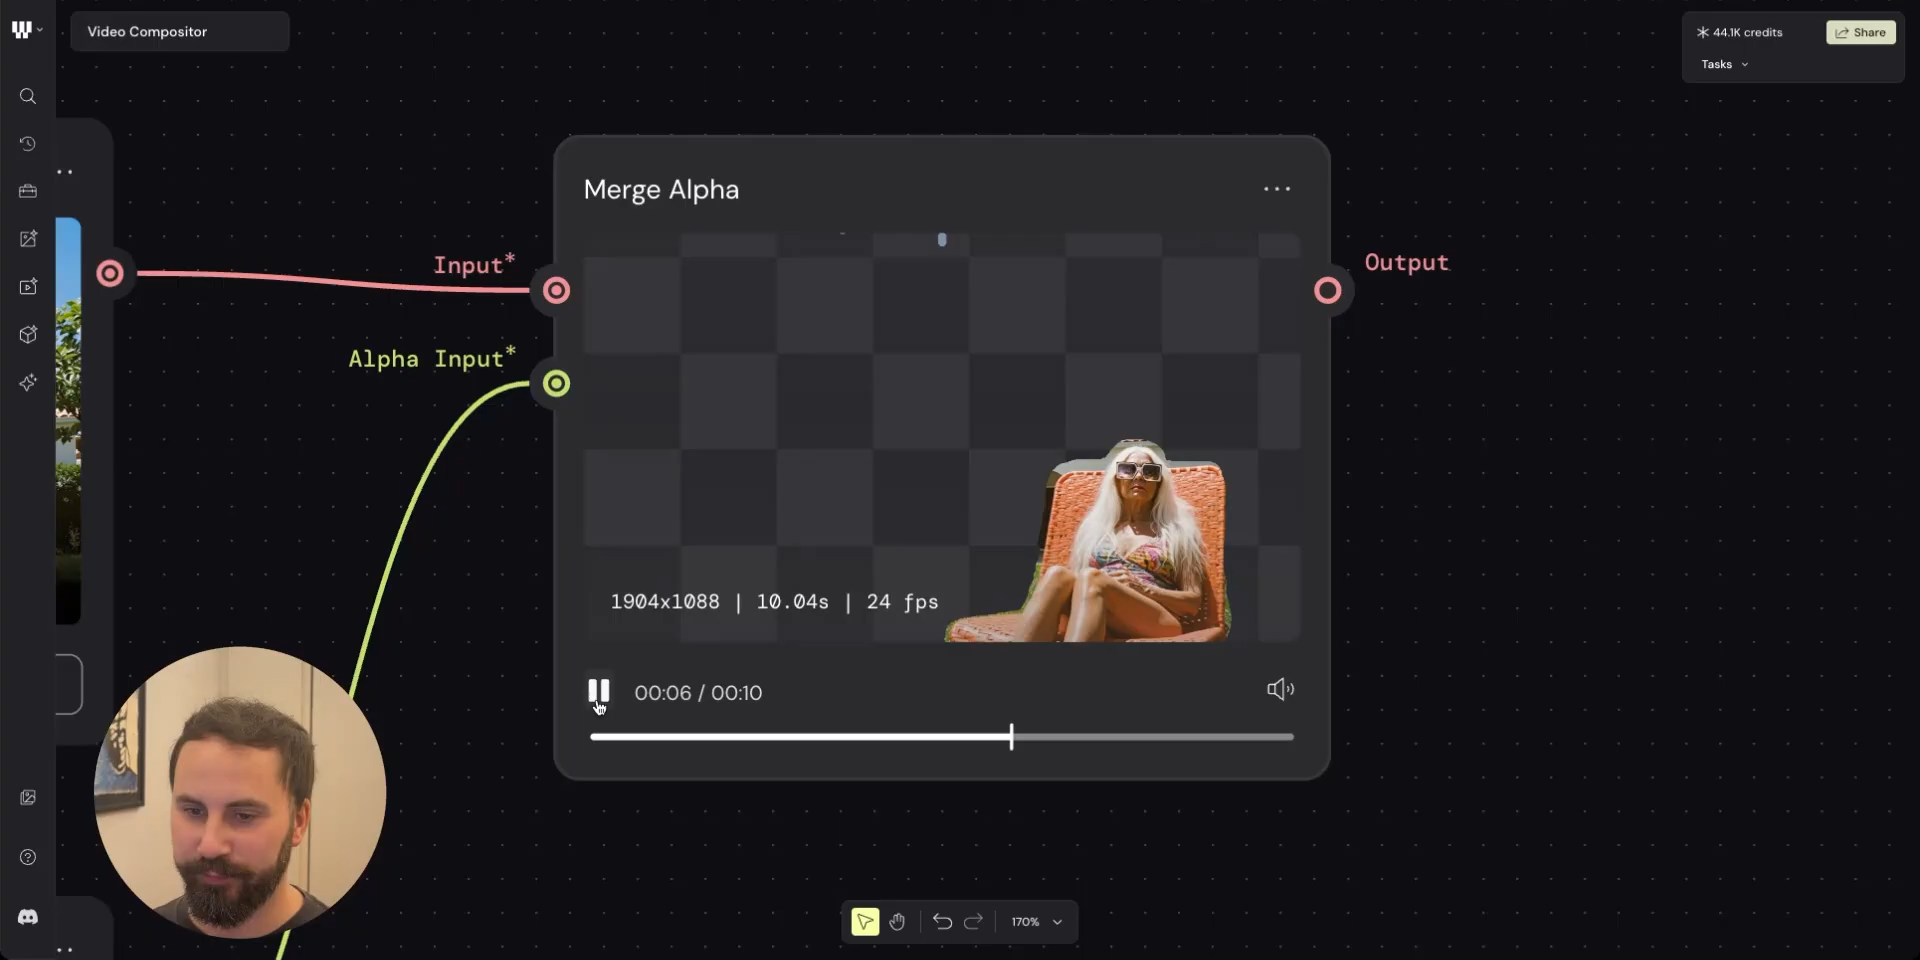 Video Compositor
44.1K credits
Share
Tasks
Merge Alpha
Input*
Output
Alpha Input*
1904x1088 | 10.04s | 24 fps
00:06 / 00:10
170%